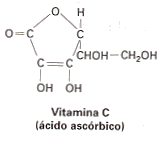 O H
O=C C
CHOH—CH₂OH
C=C
OH OH
Vitamina C
(ácido ascórbico)